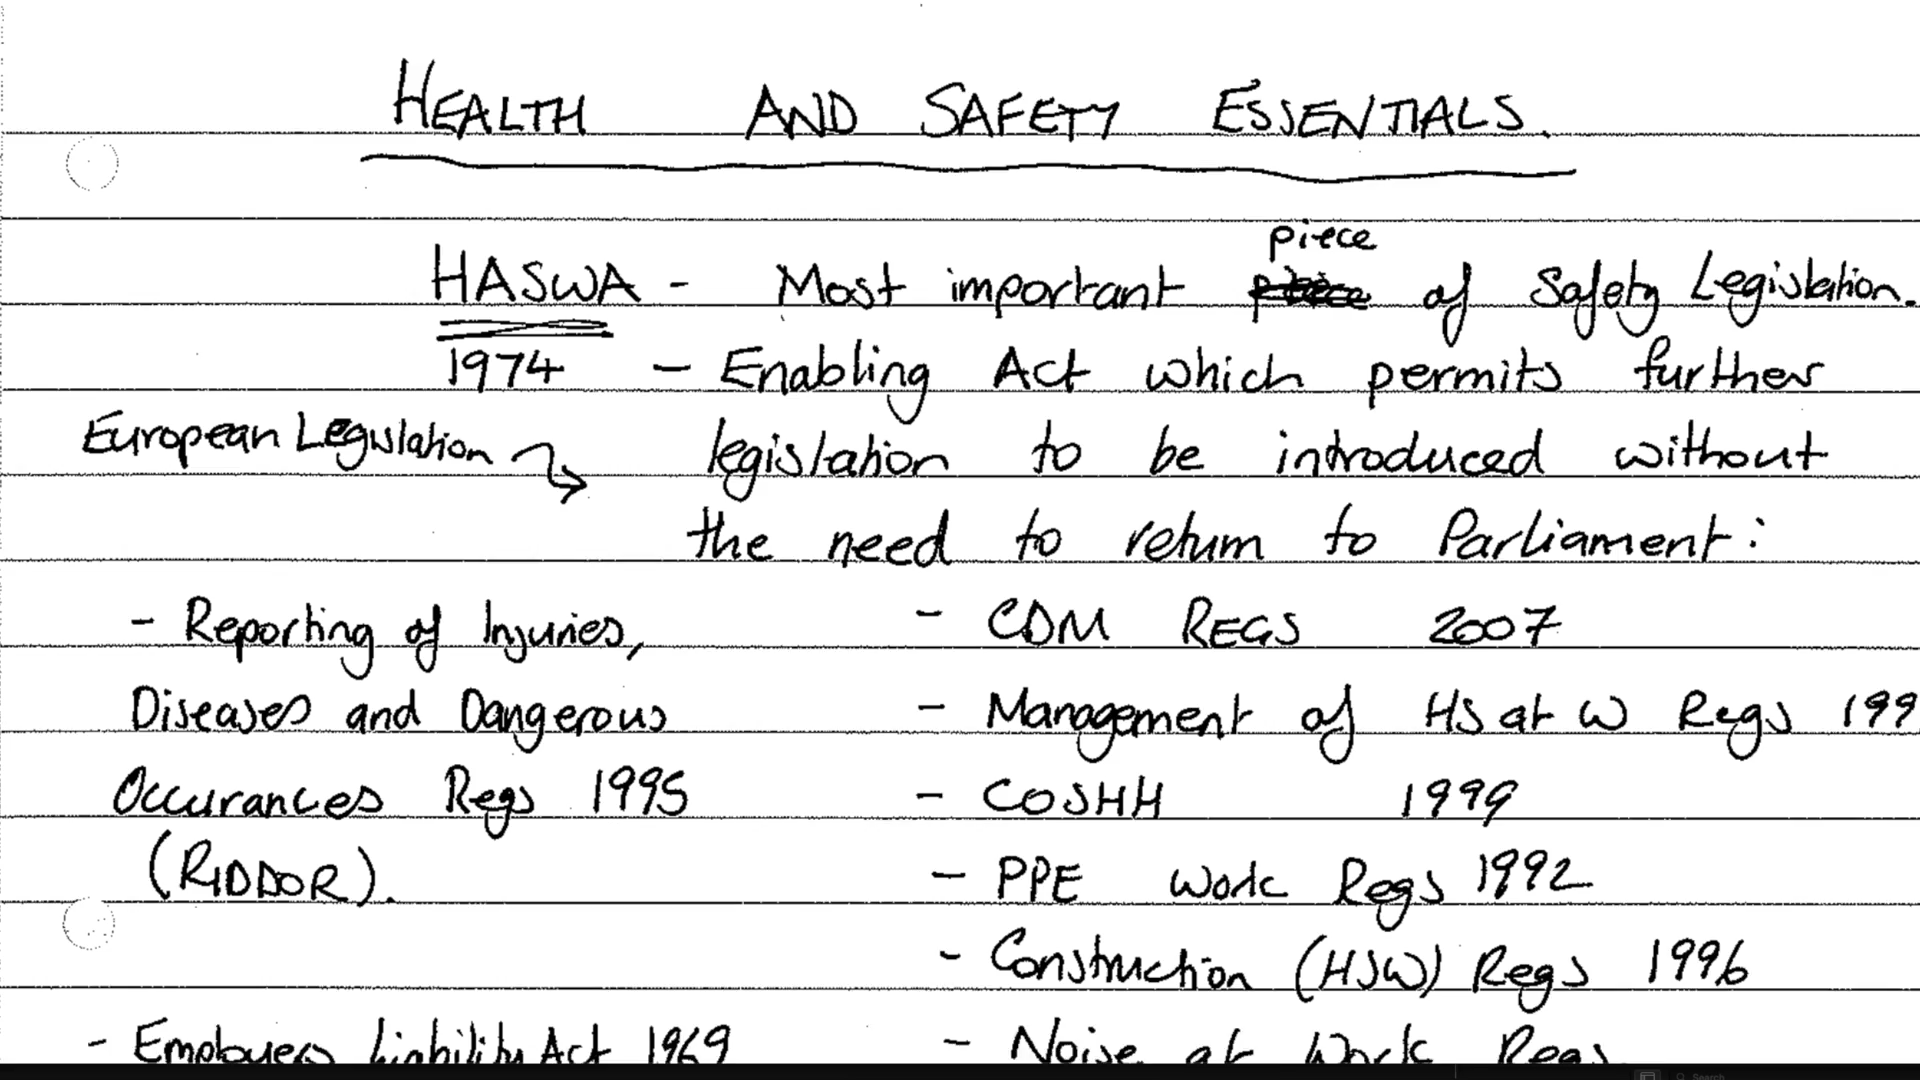 HEALTH AND SAFETY ESSENTIALS.
piece
HASWA - Most important of Safety Legislation.
1974 - Enabling Act which permits further
European Legislation legislation to be introduced without
the need to return to Parliament:
- Reporting of Injuries,
Diseases and Dangerous
Occurances Regs 1995
(RIDDOR).
- Employers Liability Act 1969
- CDM REGS 2007
- Management of HS at W Regs 199
- COSHH 1999
- PPE Work Regs 1992
- Construction (HSW) Regs 1996
- Noise at Work Regs
Search